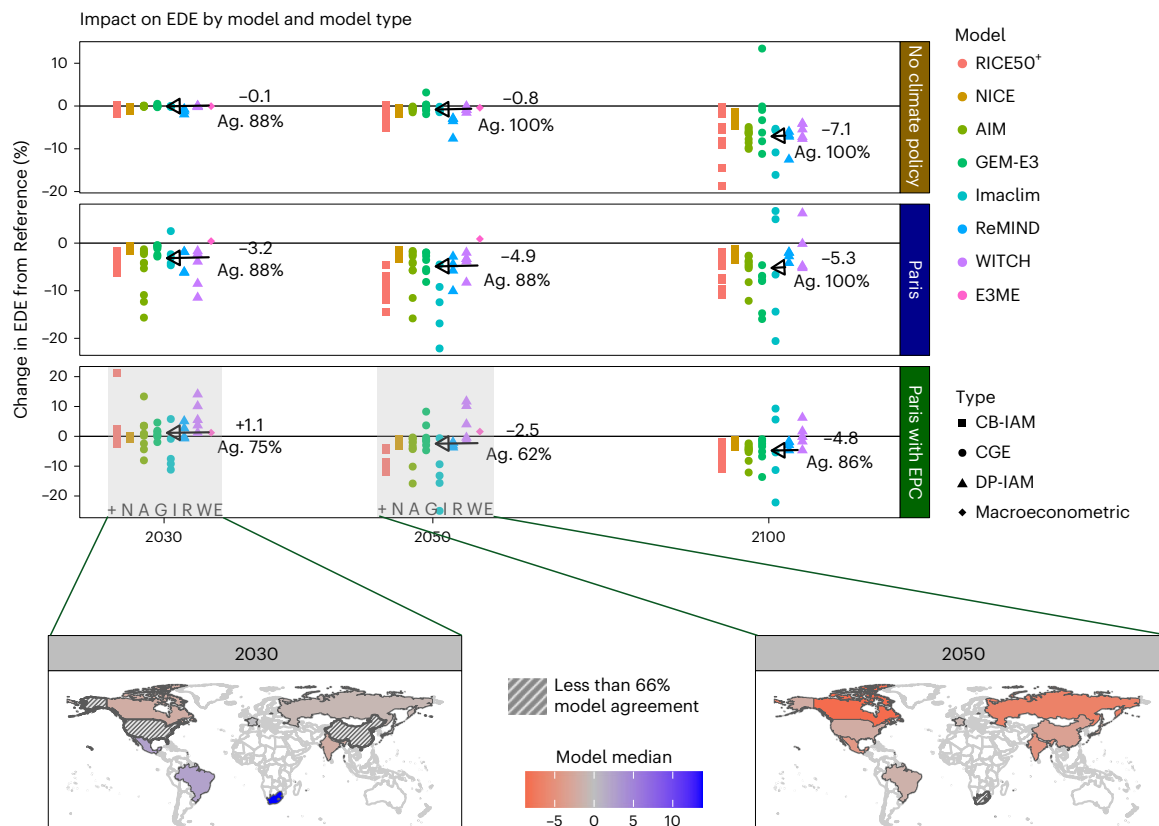 Impact on EDE by model and model type
Change in EDE from Reference (%)
10
0
−10
−20
−0.1
Ag. 88%
−0.8
Ag. 100%
−7.1
Ag. 100%
No climate policy
0
−10
−20
−3.2
Ag. 88%
−4.9
Ag. 88%
−5.3
Ag. 100%
Paris
20
10
0
−10
−20
+1.1
Ag. 75%
−2.5
Ag. 62%
−4.8
Ag. 86%
Paris with EPC
+ N A G I R W E
+ N A G I R W E
2030
2050
2100
Model
RICE50⁺
NICE
AIM
GEM-E3
Imaclim
ReMIND
WITCH
E3ME
Type
CB-IAM
CGE
DP-IAM
Macroeconometric
2030
Less than 66%
model agreement
Model median
−5 0 5 10
2050